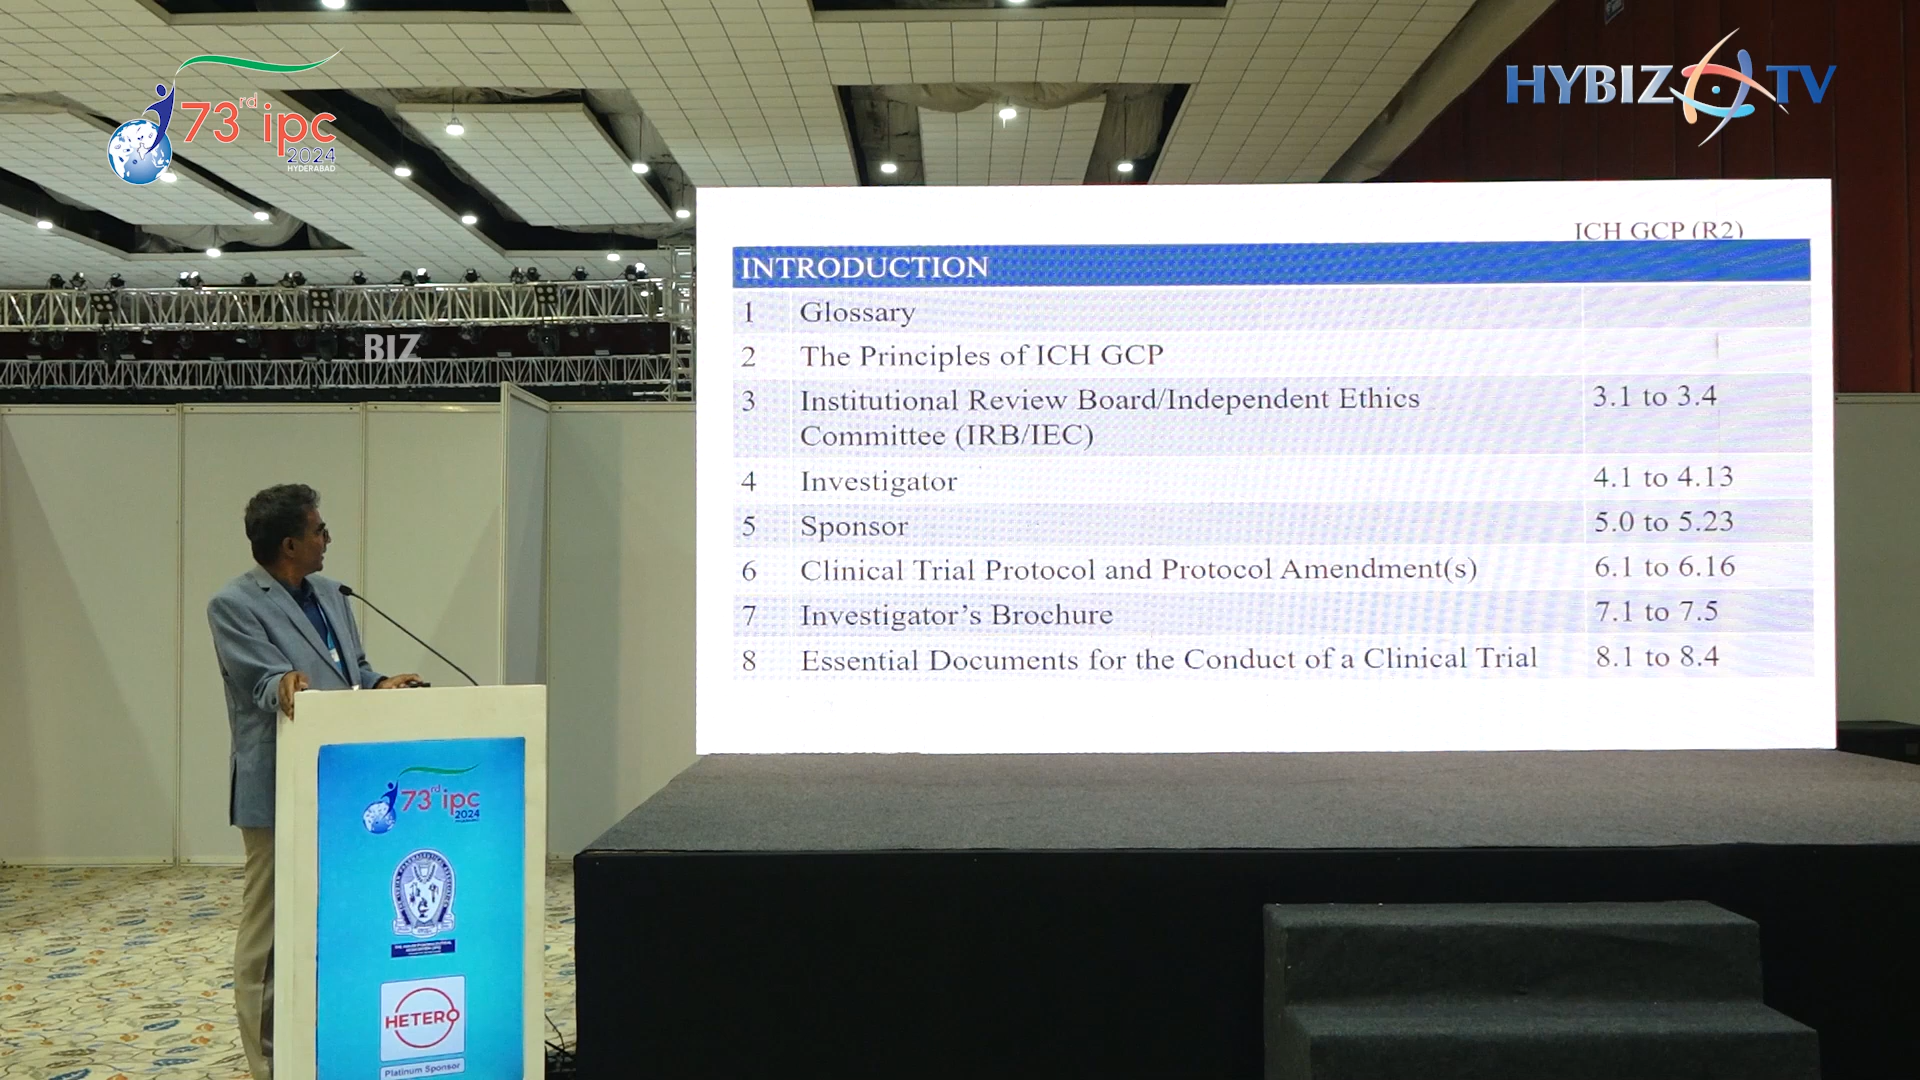 73rd ipc
2024
HYDERABAD
HYBIZ TV
BIZ
ICH GCP (R2)
INTRODUCTION
1 Glossary
2 The Principles of ICH GCP
3 Institutional Review Board/Independent Ethics 3.1 to 3.4
Committee (IRB/IEC)
4 Investigator 4.1 to 4.13
5 Sponsor 5.0 to 5.23
6 Clinical Trial Protocol and Protocol Amendment(s) 6.1 to 6.16
7 Investigator’s Brochure 7.1 to 7.5
8 Essential Documents for the Conduct of a Clinical Trial 8.1 to 8.4
73rd ipc
2024
HETERO
Platinum Sponsor